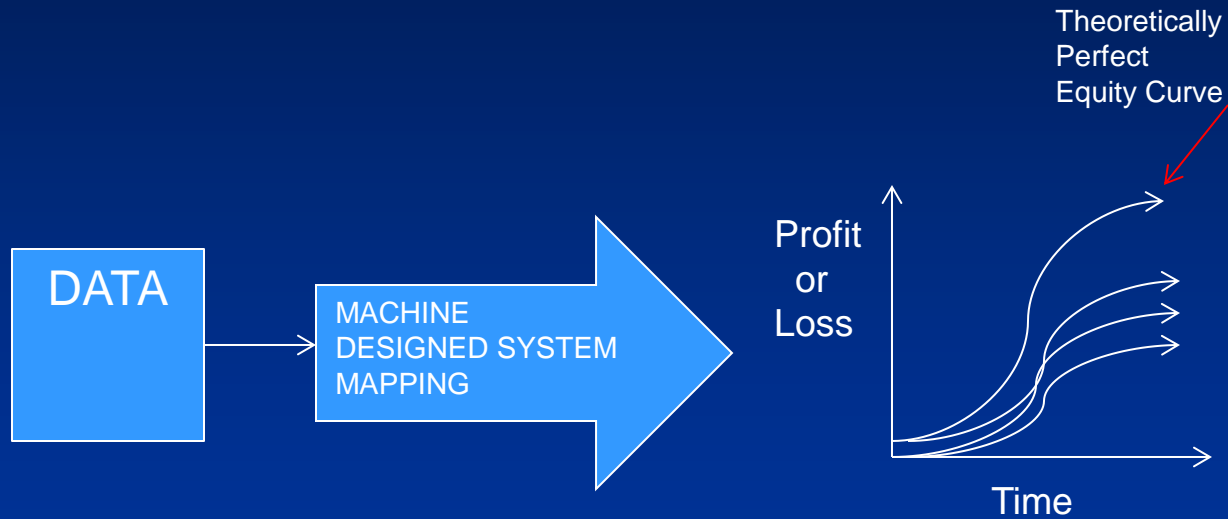 Theoretically
Perfect
Equity Curve
DATA
MACHINE
DESIGNED SYSTEM
MAPPING
Profit
or
Loss
Time